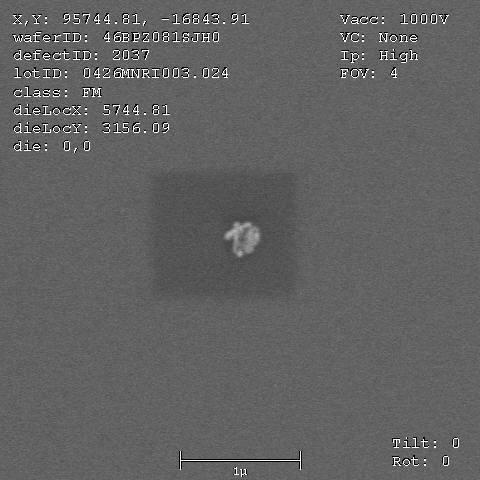 X,Y: 95744.81, -16843.91
waferID: 46BPZ081SJH0
defectID: 2037
lotID: 0426MNRI003.024
class: FM
dieLocX: 5744.81
dieLocY: 3156.09
die: 0,0
Vacc: 1000V
VC: None
Ip: High
FOV: 4
Tilt: 0
Rot: 0
1µ